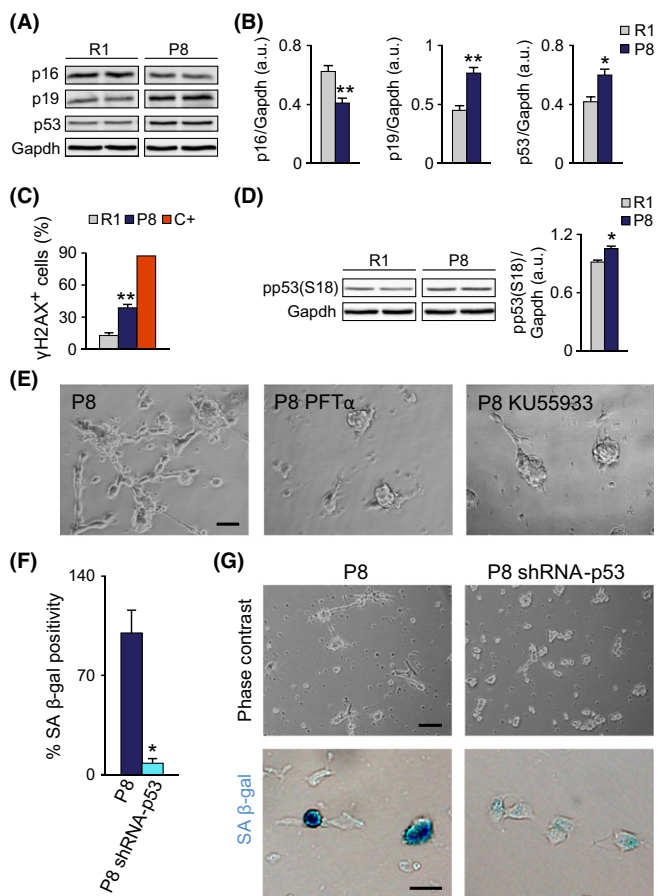 (A)
R1 P8
p16
p19
p53
Gapdh
(B)
R1
P8
p16/Gapdh (a.u.)
0.8
0.4
0
**
p19/Gapdh (a.u.)
1
0.5
0
**
p53/Gapdh (a.u.)
0.8
0.4
0
*
(C)
R1 P8 C+
γH2AX+ cells (%)
90
60
30
0
**
(D)
R1 P8
pp53(S18)
Gapdh
R1
P8
pp53(S18)/
Gapdh (a.u.)
1.2
0.6
0
*
(E)
P8
P8 PFTα
P8 KU55933
(F)
% SA β-gal positivity
140
70
0
*
P8
P8 shRNA-p53
(G)
P8 P8 shRNA-p53
Phase contrast
SA β-gal